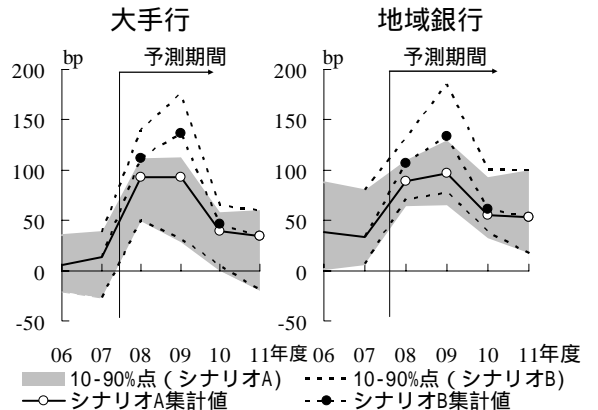 大手行
地域銀行
bp
予測期間
bp
予測期間
200
150
100
50
0
-50
200
150
100
50
0
-50
06 07 08 09 10 11年度
06 07 08 09 10 11年度
10-90%点（シナリオA）
10-90%点（シナリオB）
シナリオA集計値
シナリオB集計値